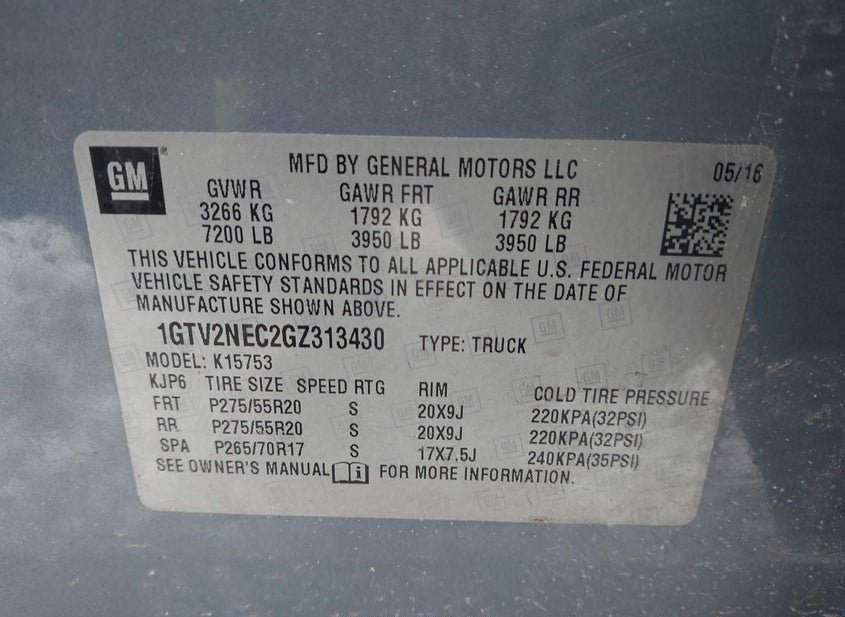 GM
MFD BY GENERAL MOTORS LLC 05/16
GVWR GAWR FRT GAWR RR
3266 KG 1792 KG 1792 KG
7200 LB 3950 LB 3950 LB
THIS VEHICLE CONFORMS TO ALL APPLICABLE U.S. FEDERAL MOTOR
VEHICLE SAFETY STANDARDS IN EFFECT ON THE DATE OF
MANUFACTURE SHOWN ABOVE.
1GTV2NEC2GZ313430 TYPE: TRUCK
MODEL: K15753
KJP6 TIRE SIZE SPEED RTG RIM COLD TIRE PRESSURE
FRT P275/55R20 S 20X9J 220KPA(32PSI)
RR P275/55R20 S 20X9J 220KPA(32PSI)
SPA P265/70R17 S 17X7.5J 240KPA(35PSI)
SEE OWNER'S MANUAL i FOR MORE INFORMATION.